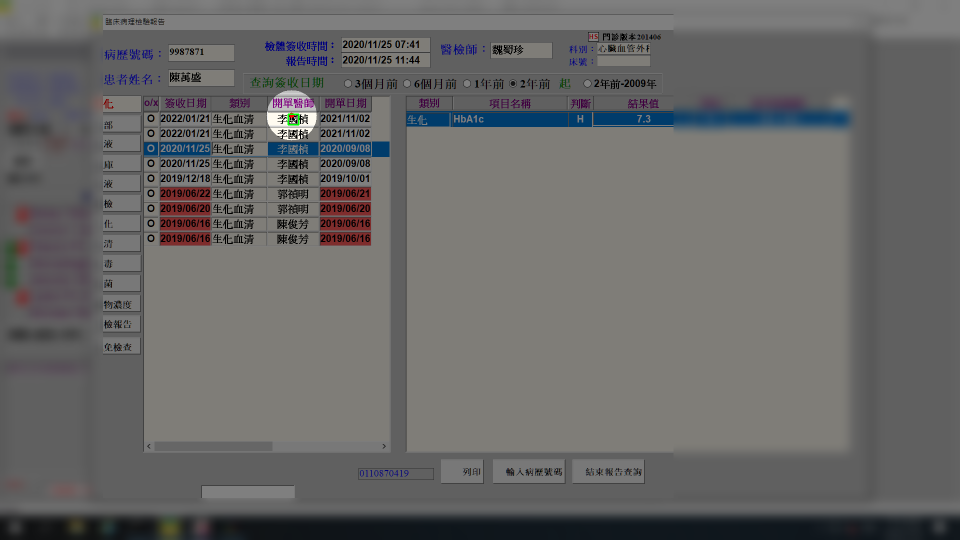 臨床病理檢驗報告
病歷號碼： 9987871 檢體簽收時間： 2020/11/25 07:41 醫檢師： 魏蜀珍 HS 門診版本201406
報告時間： 2020/11/25 11:44 科別： 心臟血管外科
床號：
患者姓名： 陳萬盛 查詢簽收日期 3個月前 6個月前 1年前 2年前 起 2年前-2009年
化 o/x 簽收日期 類別 開單醫師 開單日期 類別 項目名稱 判斷 結果值
部 O 2022/01/21 生化血清 李國楨 2021/11/02 生化 HbA1c H 7.3
O 2022/01/21 生化血清 李國楨 2021/11/02
液 O 2020/11/25 生化血清 李國楨 2020/09/08
庫 O 2020/11/25 生化血清 李國楨 2020/09/08
液 O 2019/12/18 生化血清 李國楨 2019/10/01
O 2019/06/22 生化血清 郭禎明 2019/06/21
檢 O 2019/06/20 生化血清 郭禎明 2019/06/20
化 O 2019/06/16 生化血清 陳俊芳 2019/06/16
清 O 2019/06/16 生化血清 陳俊芳 2019/06/16
毒
菌
物濃度
檢報告
免檢查
0110870419 列印 輸入病歷號碼 結束報告查詢